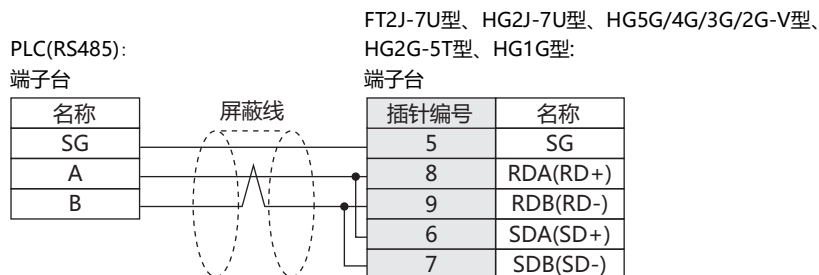 FT2J-7U型、HG2J-7U型、HG5G/4G/3G/2G-V型、
PLC(RS485)： HG2G-5T型、HG1G型:
端子台 端子台
名称 屏蔽线 插针编号 名称
SG 5 SG
A 8 RDA(RD+)
B 9 RDB(RD-)
6 SDA(SD+)
7 SDB(SD-)